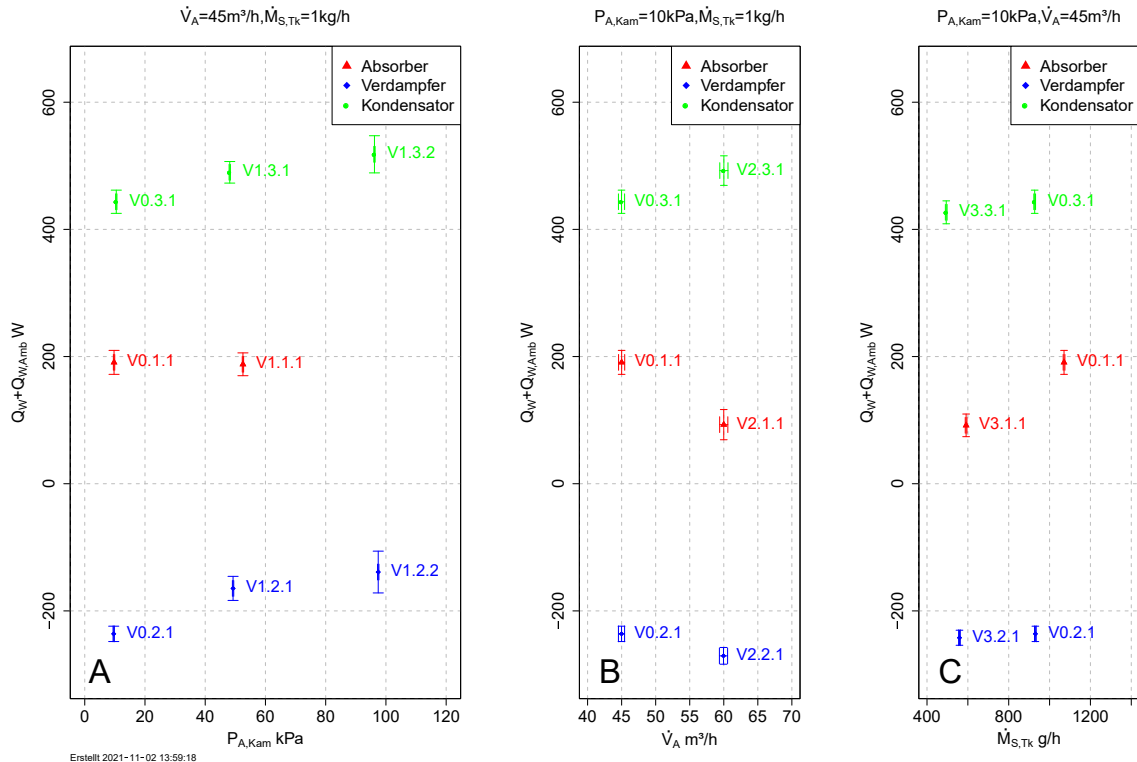 V̇A=45m³/h,ṀS,Tk=1kg/h
Absorber
Verdampfer
Kondensator
V1.3.2
V1.3.1
V0.3.1
V0.1.1
V1.1.1
V1.2.2
V1.2.1
V0.2.1
A
600
400
200
0
−200
QW+QW,Amb W
0 20 40 60 80 100 120
PA,Kam kPa
PA,Kam=10kPa,ṀS,Tk=1kg/h
Absorber
Verdampfer
Kondensator
V2.3.1
V0.3.1
V0.1.1
V2.1.1
V0.2.1
V2.2.1
B
600
400
200
0
−200
QW+QW,Amb W
40 45 50 55 60 65 70
V̇A m³/h
PA,Kam=10kPa,V̇A=45m³/h
Absorber
Verdampfer
Kondensator
V3.3.1
V0.3.1
V0.1.1
V3.1.1
V3.2.1
V0.2.1
C
600
400
200
0
−200
QW+QW,Amb W
400 600 1000 1400
ṀS,Tk g/h
Erstellt 2021-11-02 13:59:18